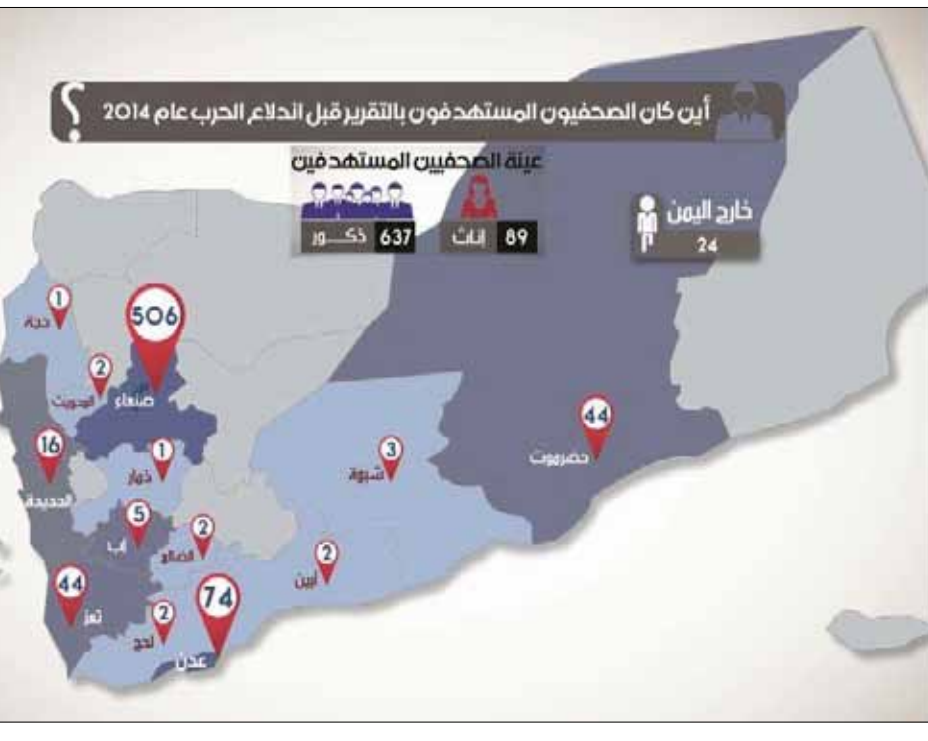 أين كان الصحفيون المستهدفون بالتقرير قبل اندلاع الحرب عام 2014 ؟
عينة الصحفيين المستهدفين
89 إناث
637 ذكـــور
خارج اليمن
24
1
حجة
506
صنعاء
2
المحويت
16
الحديدة
1
ذمار
3
شبوة
44
حضرموت
5
إب
2
الضالع
2
أبين
44
تعز
2
لحج
74
عدن